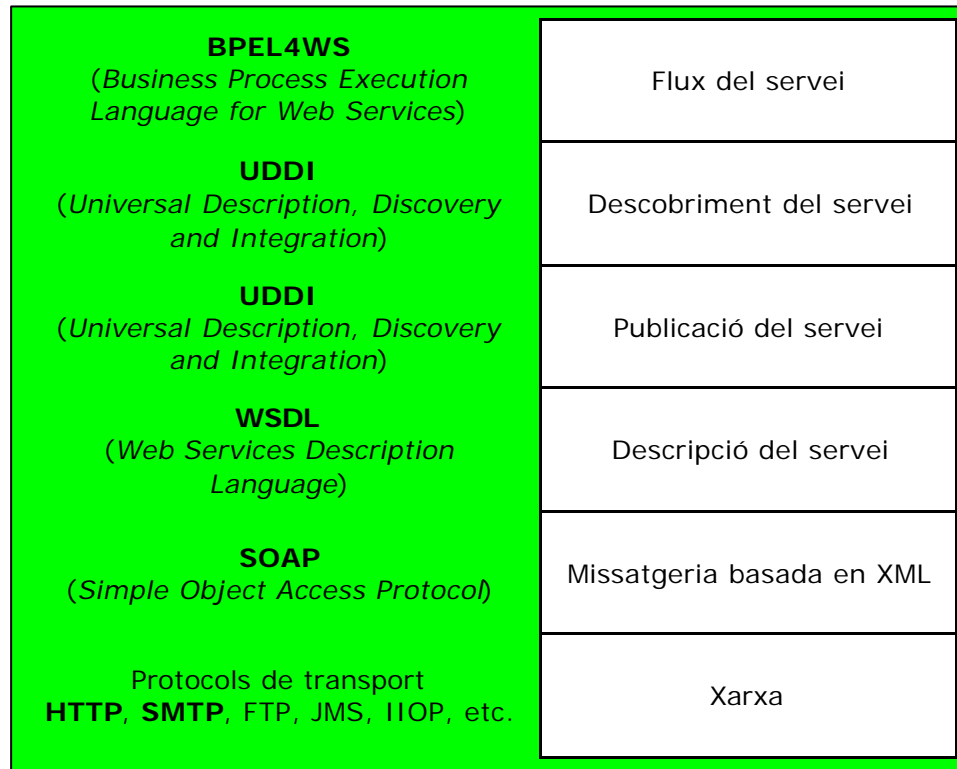 BPEL4WS
(Business Process Execution
Language for Web Services)
Flux del servei
UDDI
(Universal Description, Discovery
and Integration)
Descobriment del servei
UDDI
(Universal Description, Discovery
and Integration)
Publicació del servei
WSDL
(Web Services Description
Language)
Descripció del servei
SOAP
(Simple Object Access Protocol)
Missatgeria basada en XML
Protocols de transport
HTTP, SMTP, FTP, JMS, IIOP, etc.
Xarxa